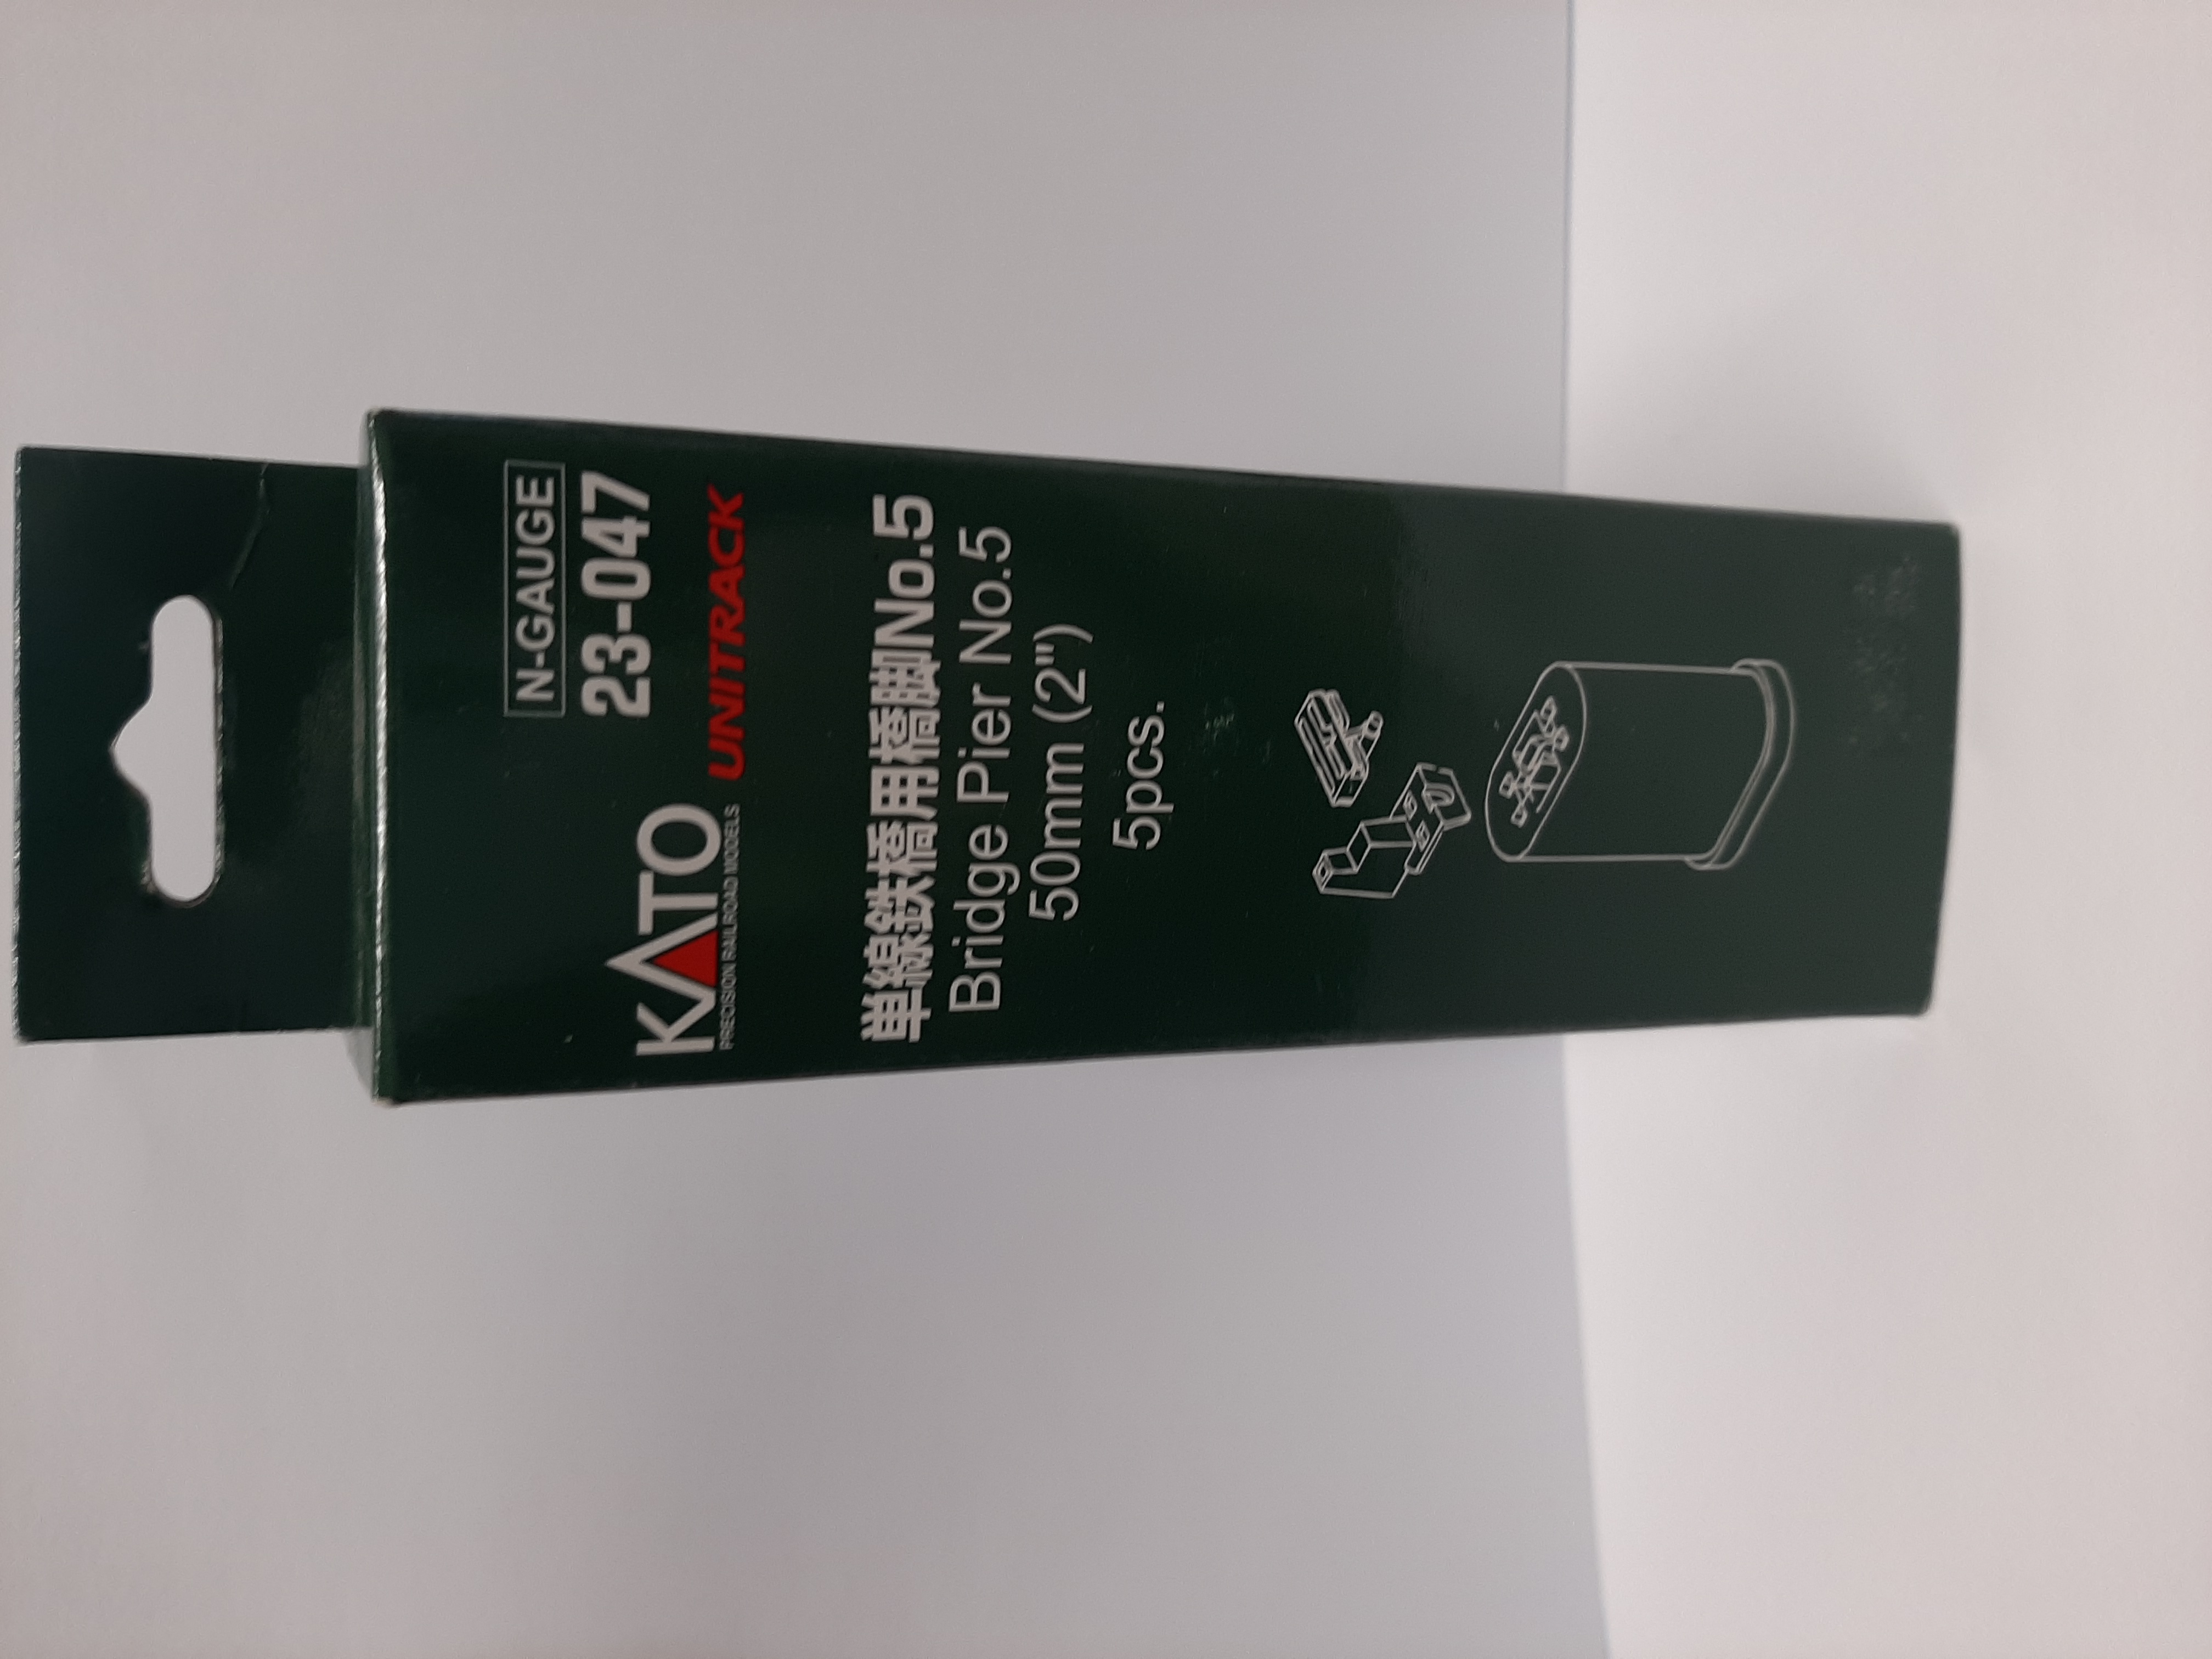 N-GAUGE
23-047
KATO
PRECISION RAILROAD MODELS
UNITRACK
単線鉄橋用橋脚No.5
Bridge Pier No.5
50mm (2")
5pcs.